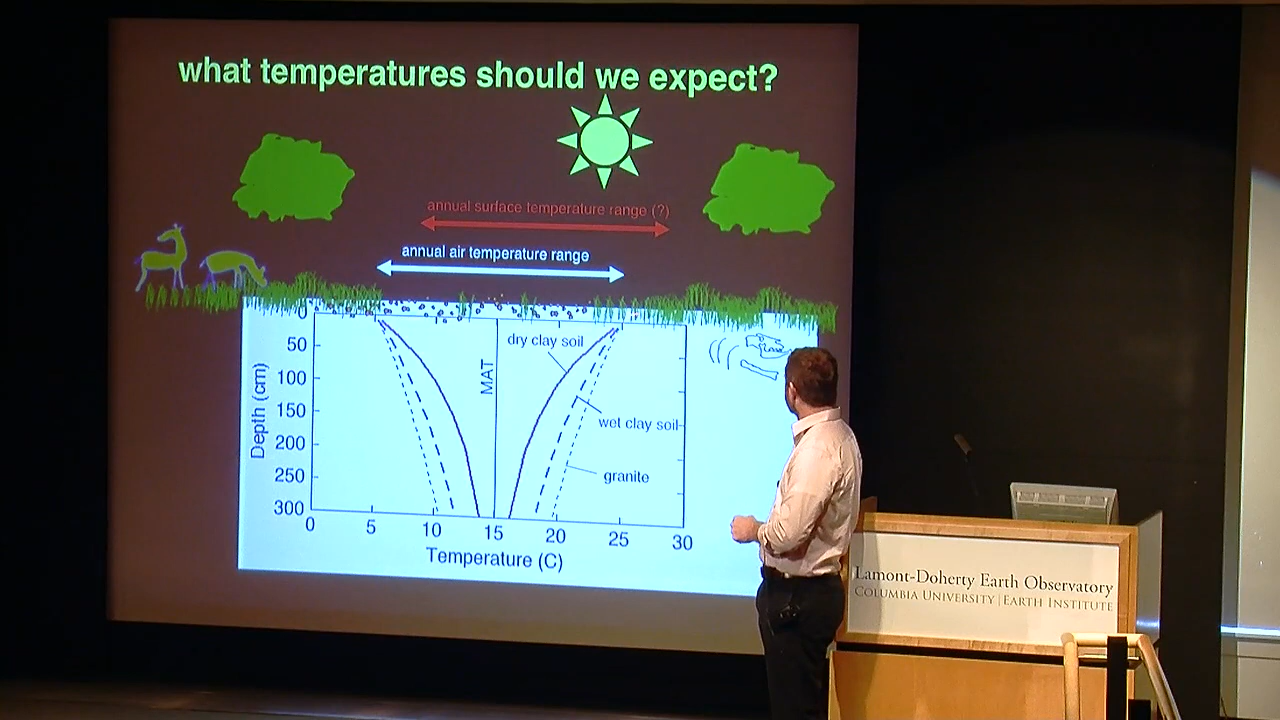 what temperatures should we expect?
annual surface temperature range (?)
annual air temperature range
0
50
100
150
200
250
300
Depth (cm)
MAT
dry clay soil
wet clay soil
granite
0 5 10 15 20 25 30
Temperature (C)
Lamont-Doherty Earth Observatory
COLUMBIA UNIVERSITY | EARTH INSTITUTE